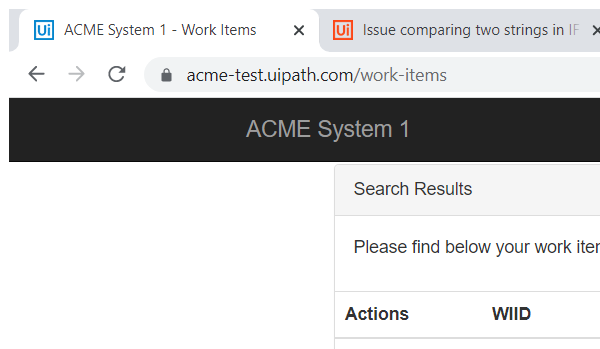 Ui ACME System 1 - Work Items Ui Issue comparing two strings in IF
acme-test.uipath.com/work-items
ACME System 1
Search Results
Please find below your work
Actions WIID